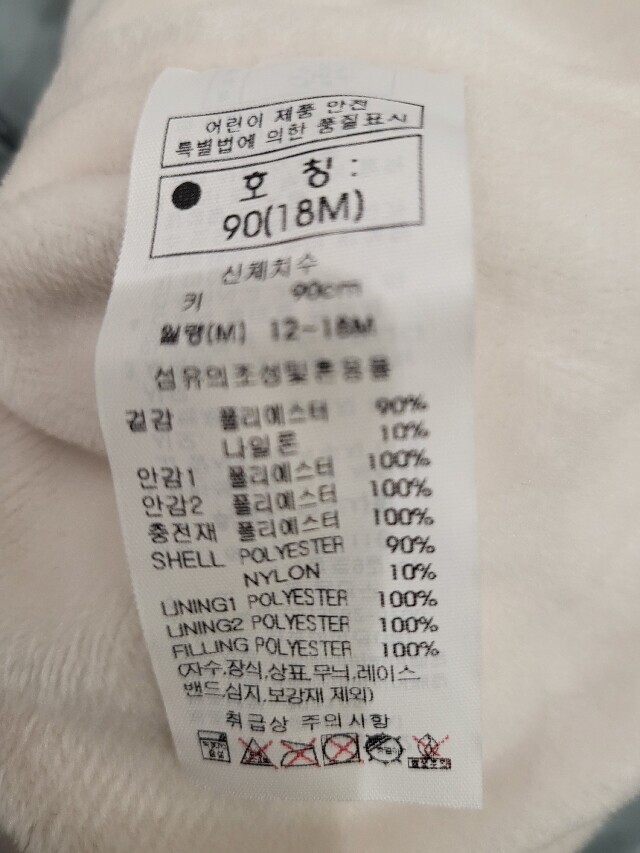 어린이 제품 안전
특별법에 의한 품질표시
호 칭 :
90(18M)
신체치수
키 90cm
월령(M) 12-18M
섬유의조성및혼용율
겉감 폴리에스터 90%
나일론 10%
안감1 폴리에스터 100%
안감2 폴리에스터 100%
충전재 폴리에스터 100%
SHELL POLYESTER 90%
NYLON 10%
LINING1 POLYESTER 100%
LINING2 POLYESTER 100%
FILLING POLYESTER 100%
(자수,장식,상표,무늬,레이스
밴드,심지,보강재 제외)
취급상 주의사항